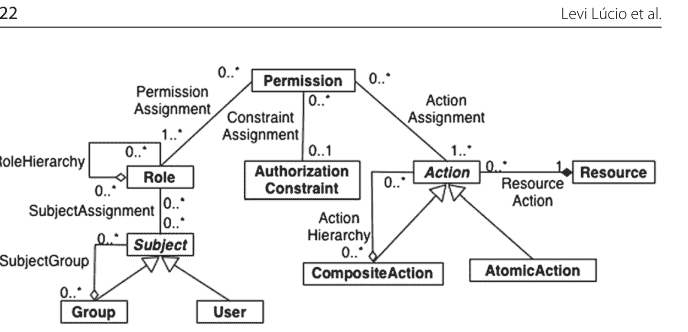 22
Levi Lúcio et al.
0..*
Permission
0..*
Permission
Assignment
0..*
Constraint
Assignment
Action
Assignment
1..*
0..1
1..*
RoleHierarchy
0..*
Role
0..*
Authorization
Constraint
Action
0..*
0..*
1
Resource
Resource
Action
SubjectAssignment
0..*
0..*
Action
Hierarchy
0..*
0..*
Subject
SubjectGroup
0..*
CompositeAction
AtomicAction
Group
User